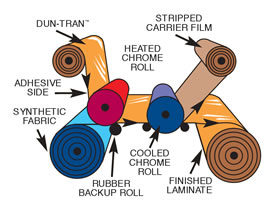 DUN-TRAN™
STRIPPED
CARRIER FILM
HEATED
CHROME
ROLL
ADHESIVE
SIDE
SYNTHETIC
FABRIC
COOLED
CHROME
ROLL
RUBBER
BACKUP ROLL
FINISHED
LAMINATE